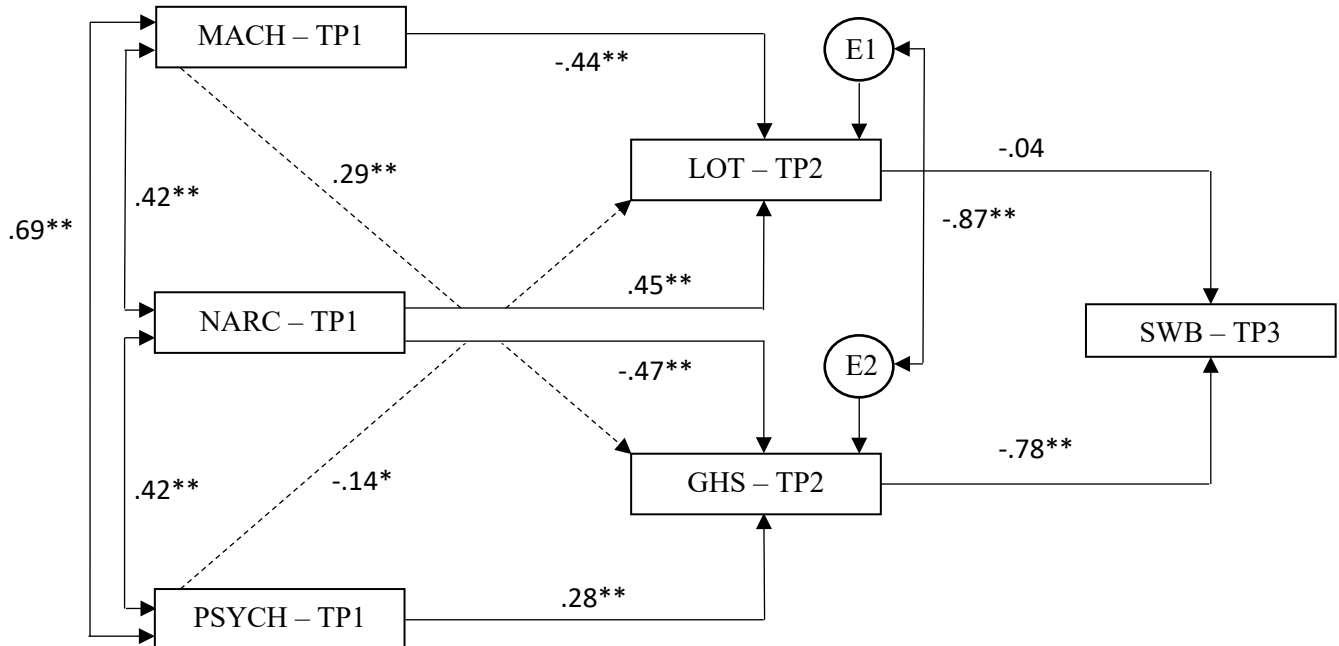 MACH – TP1
-.44**
E1
LOT – TP2
-.04
.29**
.42**
-.87**
.69**
.45**
NARC – TP1
SWB – TP3
E2
-.47**
-.78**
GHS – TP2
-.14*
.42**
.28**
PSYCH – TP1